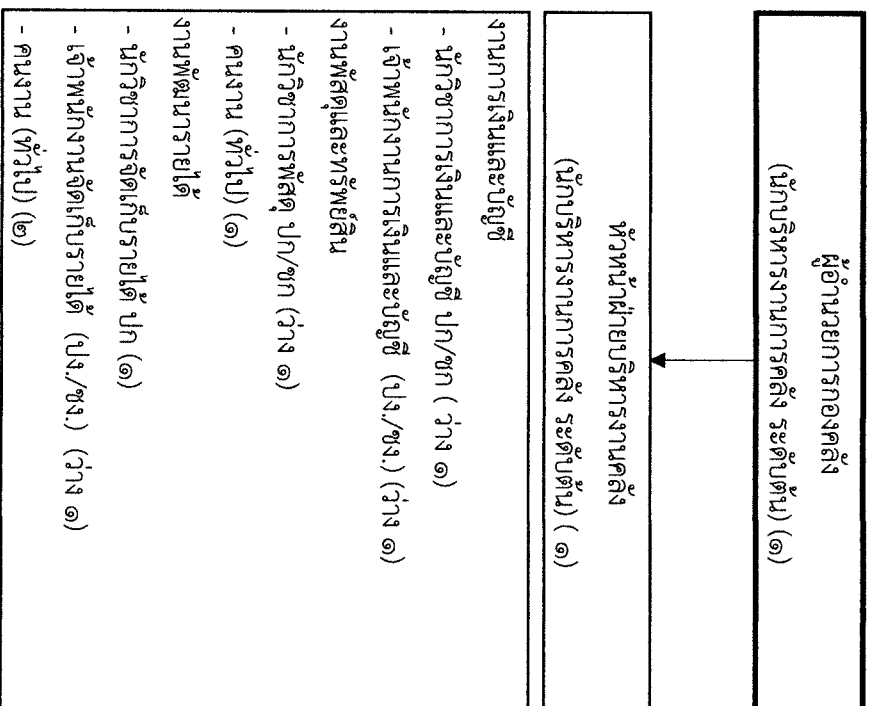 ผู้อำนวยการกองคลัง
(นักบริหารงานการคลัง ระดับต้น) (๑)
หัวหน้าฝ่ายบริหารงานคลัง
(นักบริหารงานการคลัง ระดับต้น) ( ๑)
งานการเงินและบัญชี
- นักวิชาการเงินและบัญชี ปก/ชก ( ว่าง ๑)
- เจ้าพนักงานการเงินและบัญชี (ปง./ชง.) (ว่าง ๑)
งานพัสดุและทรัพย์สิน
- นักวิชาการพัสดุ ปก/ชก (ว่าง ๑)
- คนงาน (ทั่วไป) (๑)
งานพัฒนารายได้
- นักวิชาการจัดเก็บรายได้ ปก (๑)
- เจ้าพนักงานจัดเก็บรายได้ (ปง./ชง.) (ว่าง ๑)
- คนงาน (ทั่วไป) (๒)